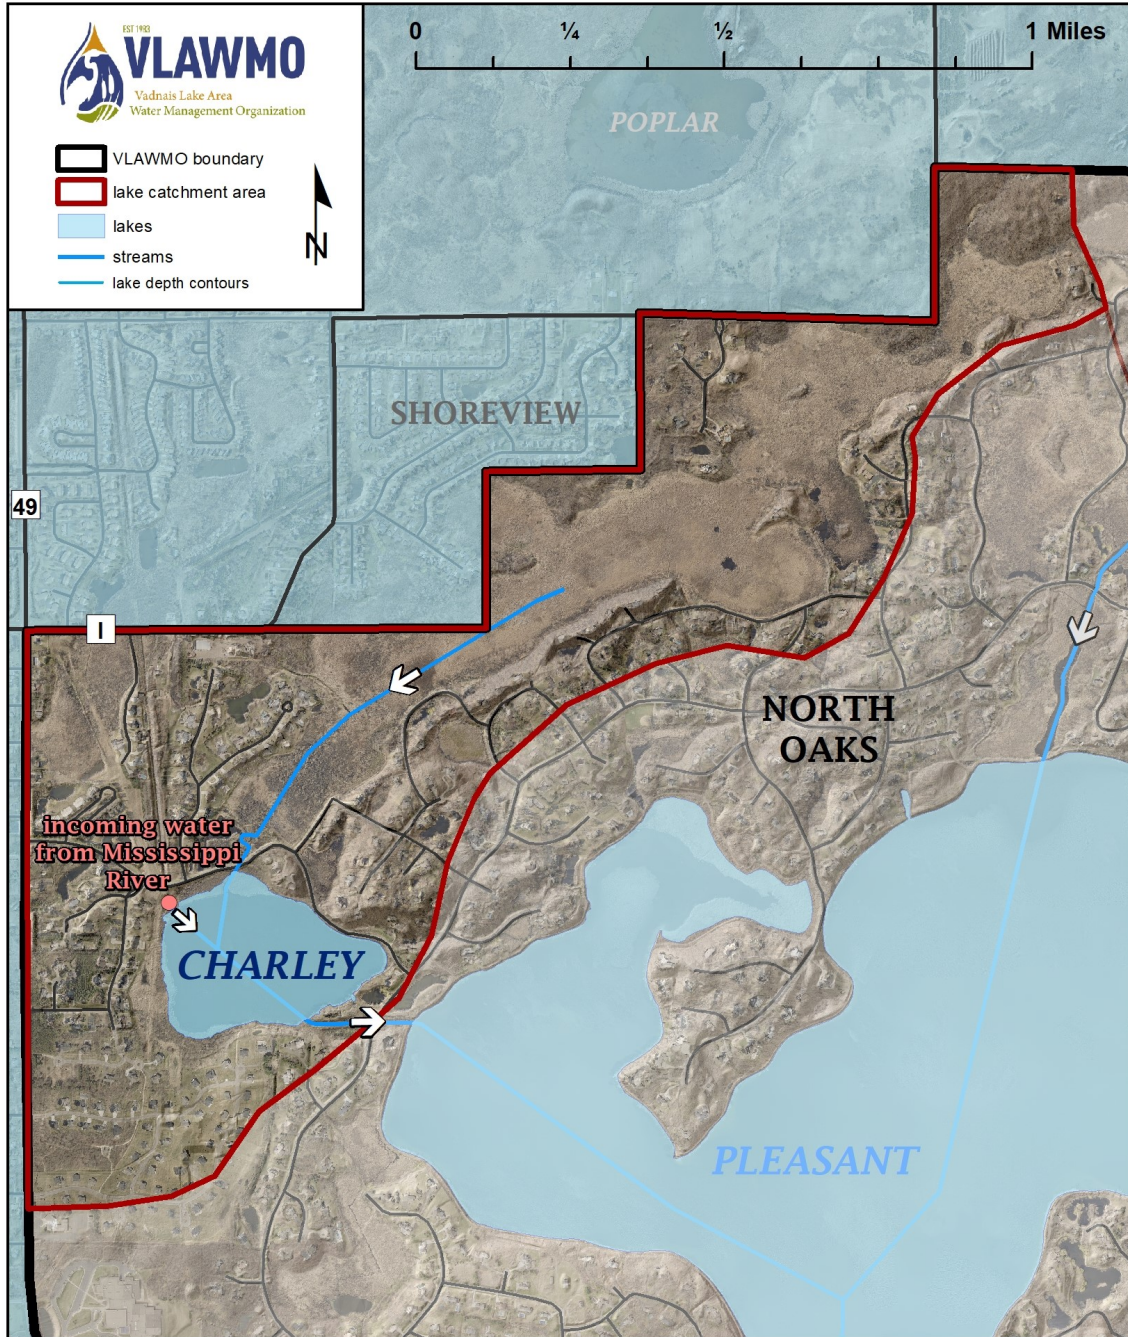 EST 1983
VLAWMO
Vadnais Lake Area
Water Management Organization
VLAWMO boundary
lake catchment area
lakes
streams
lake depth contours
N
0 ¼ ½ 1 Miles
POPLAR
SHOREVIEW
49
I
NORTH
OAKS
incoming water
from Mississippi
River
CHARLEY
PLEASANT